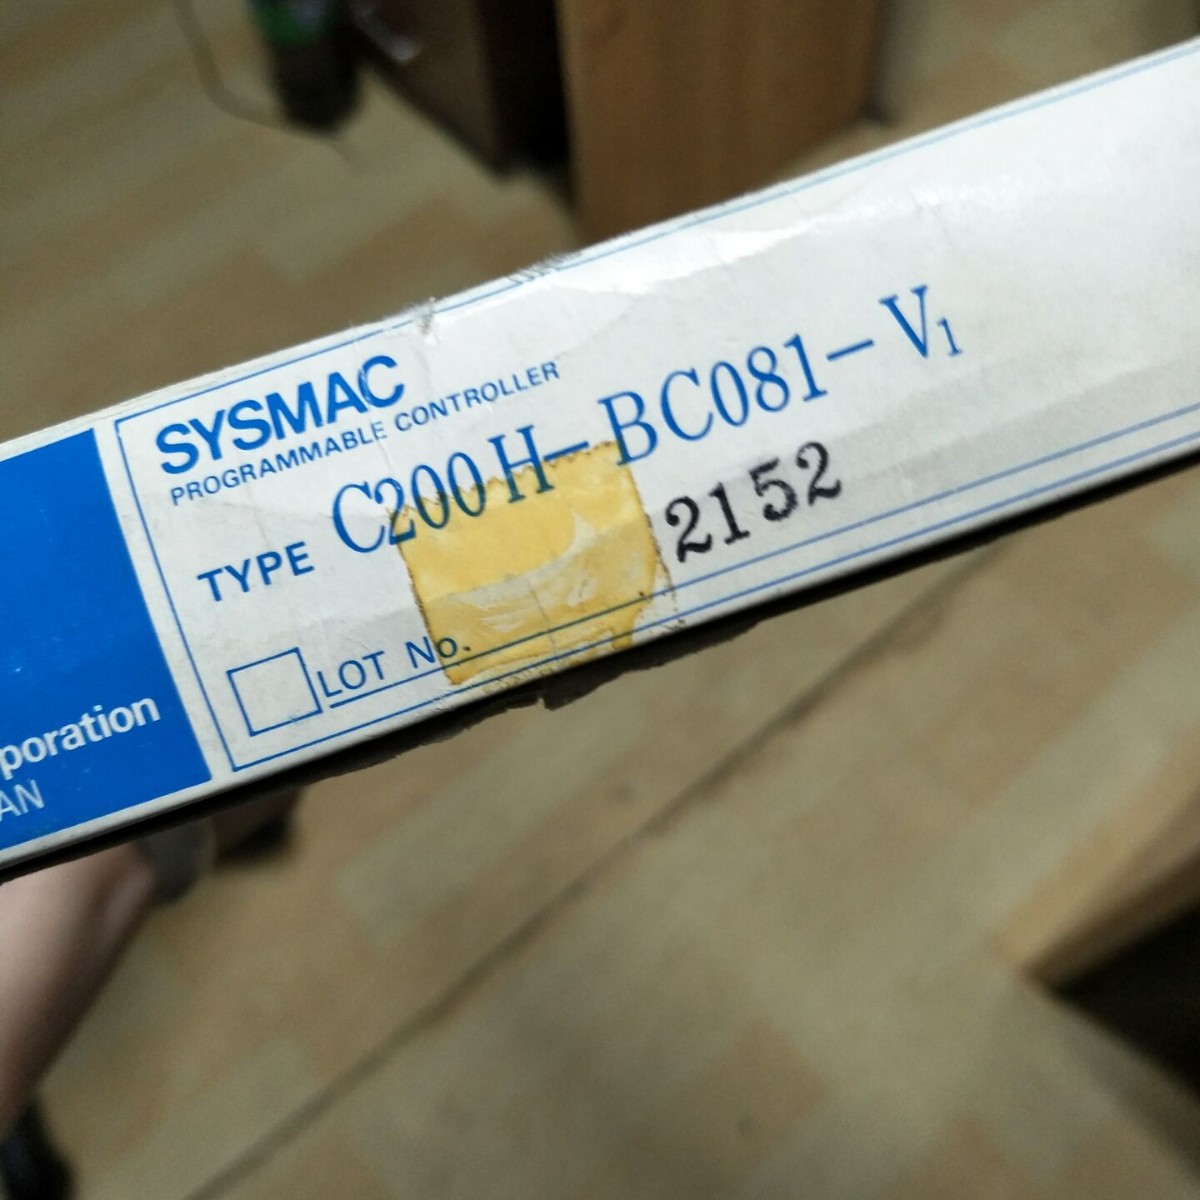 SYSMAC
PROGRAMMABLE CONTROLLER
TYPE C200H-BC081-V1
LOT No. 2152
poration
AN